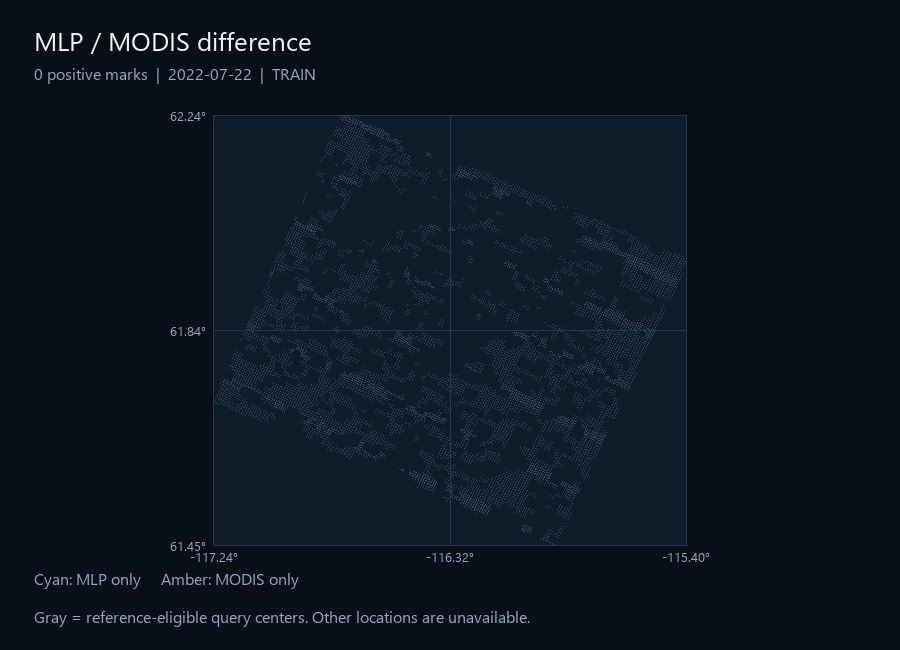 MLP / MODIS difference
0 positive marks | 2022-07-22 | TRAIN
62.24°
61.84°
61.45°
-117.24° -116.32° -115.40°
Cyan: MLP only Amber: MODIS only
Gray = reference-eligible query centers. Other locations are unavailable.